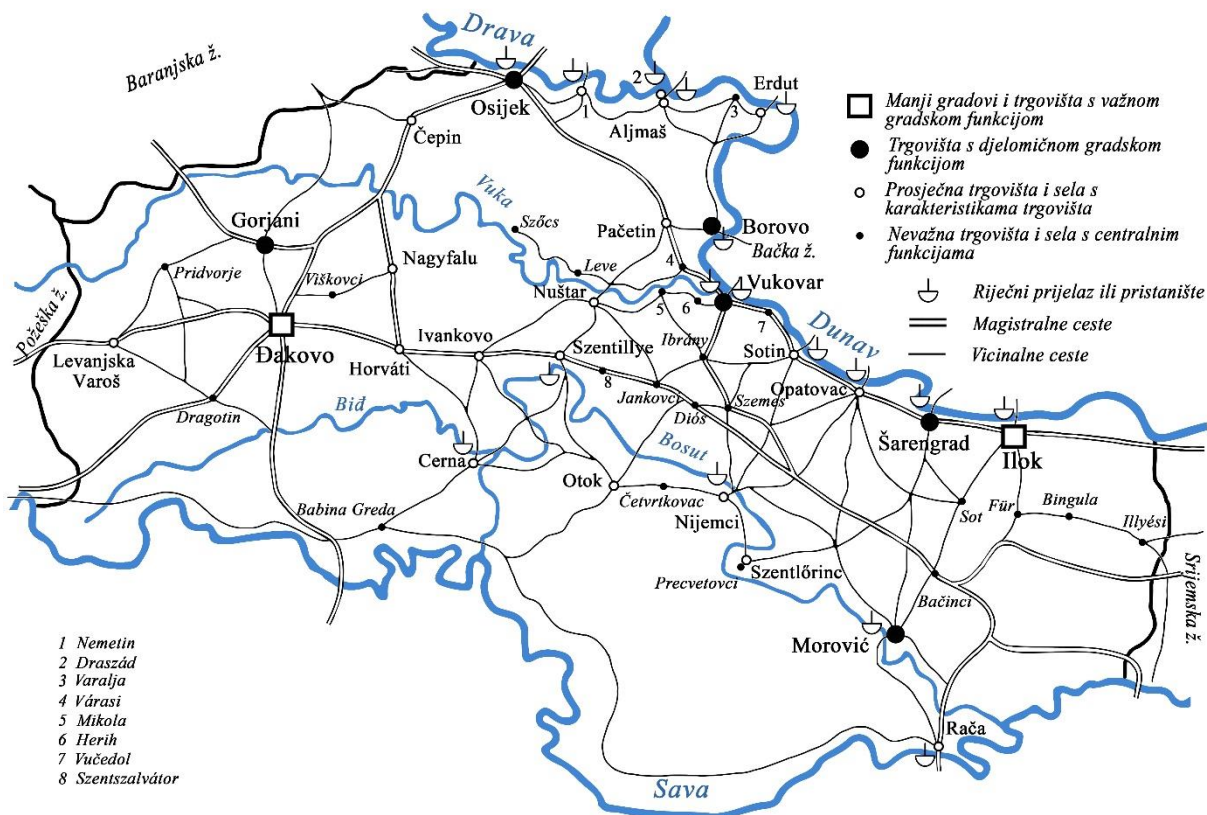 Drava
Baranjska ž.
Osijek
1
2
Erdut
3
Aljmaš
Čepin
Manji gradovi i trgovišta s važnom
gradskom funkcijom
Trgovišta s djelomičnom gradskom
funkcijom
Prosječna trgovišta i sela s
karakteristikama trgovišta
Nevažna trgovišta i sela s centralnim
funkcijama
Riječni prijelaz ili pristanište
Magistralne ceste
Vicinalne ceste
Vuka
Gorjani
Szőcs
Pačetin
Borovo
Bačka ž.
Pridvorje
Nagyfalu
Leve
4
Viškovci
Nuštar
5
6
Vukovar
7
Dunav
Požeška ž.
Levanjska
Varoš
Đakovo
Horváti
Ivankovo
Szentillye
Ibrány
Sotin
8
Jankovci
Diós
Szemes
Opatovac
Dragotin
Biđ
Bosut
Šarengrad
Ilok
Cerna
Otok
Četvrtkovac
Nijemci
Babina Greda
Sot
Für
Bingula
Illyési
Precvetovci
Szentlőrinc
Bačinci
Srijemska ž.
Morović
Rača
Sava
1 Nemetin
2 Draszád
3 Varalja
4 Várasi
5 Mikola
6 Herih
7 Vučedol
8 Szentszalvátor